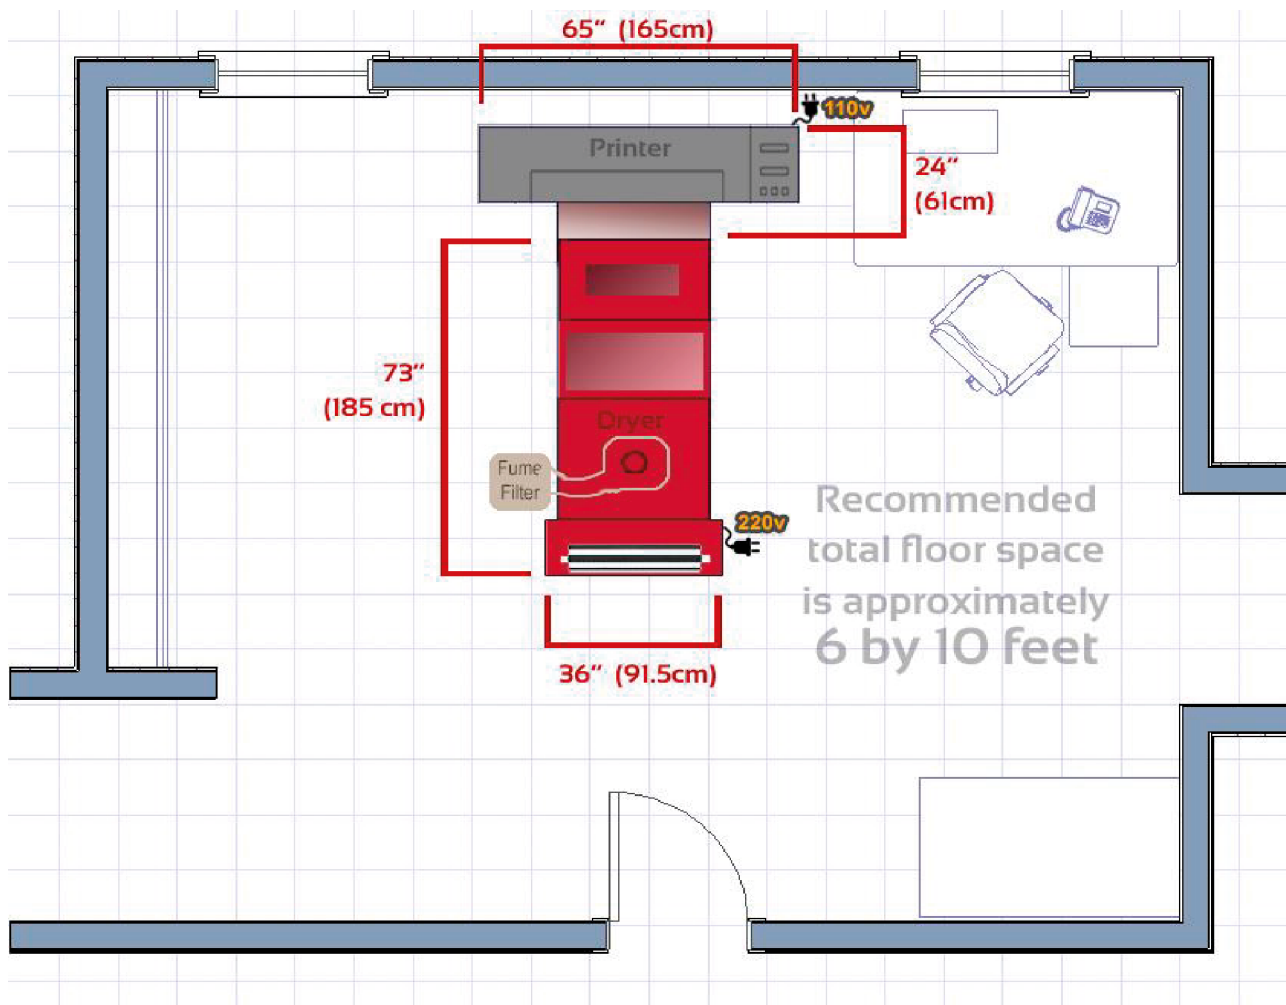 65" (165cm)
110v
Printer
24"
(61cm)
73"
(185 cm)
Dryer
Fume
Filter
220v
Recommended
total floor space
is approximately
6 by 10 feet
36" (91.5cm)